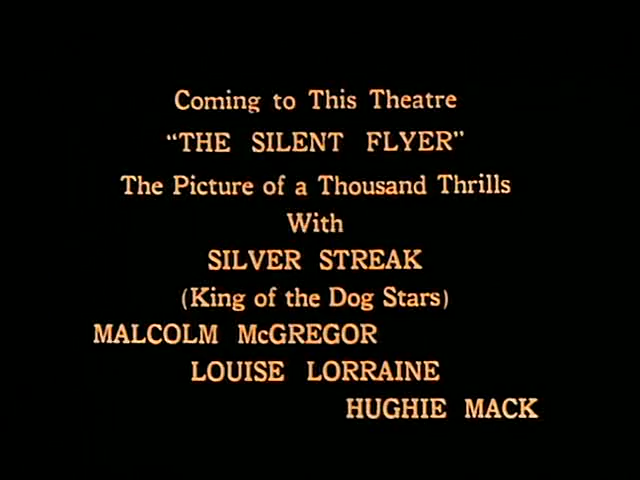 Coming to This Theatre
"THE SILENT FLYER"
The Picture of a Thousand Thrills
With
SILVER STREAK
(King of the Dog Stars)
MALCOLM McGREGOR
LOUISE LORRAINE
HUGHIE MACK